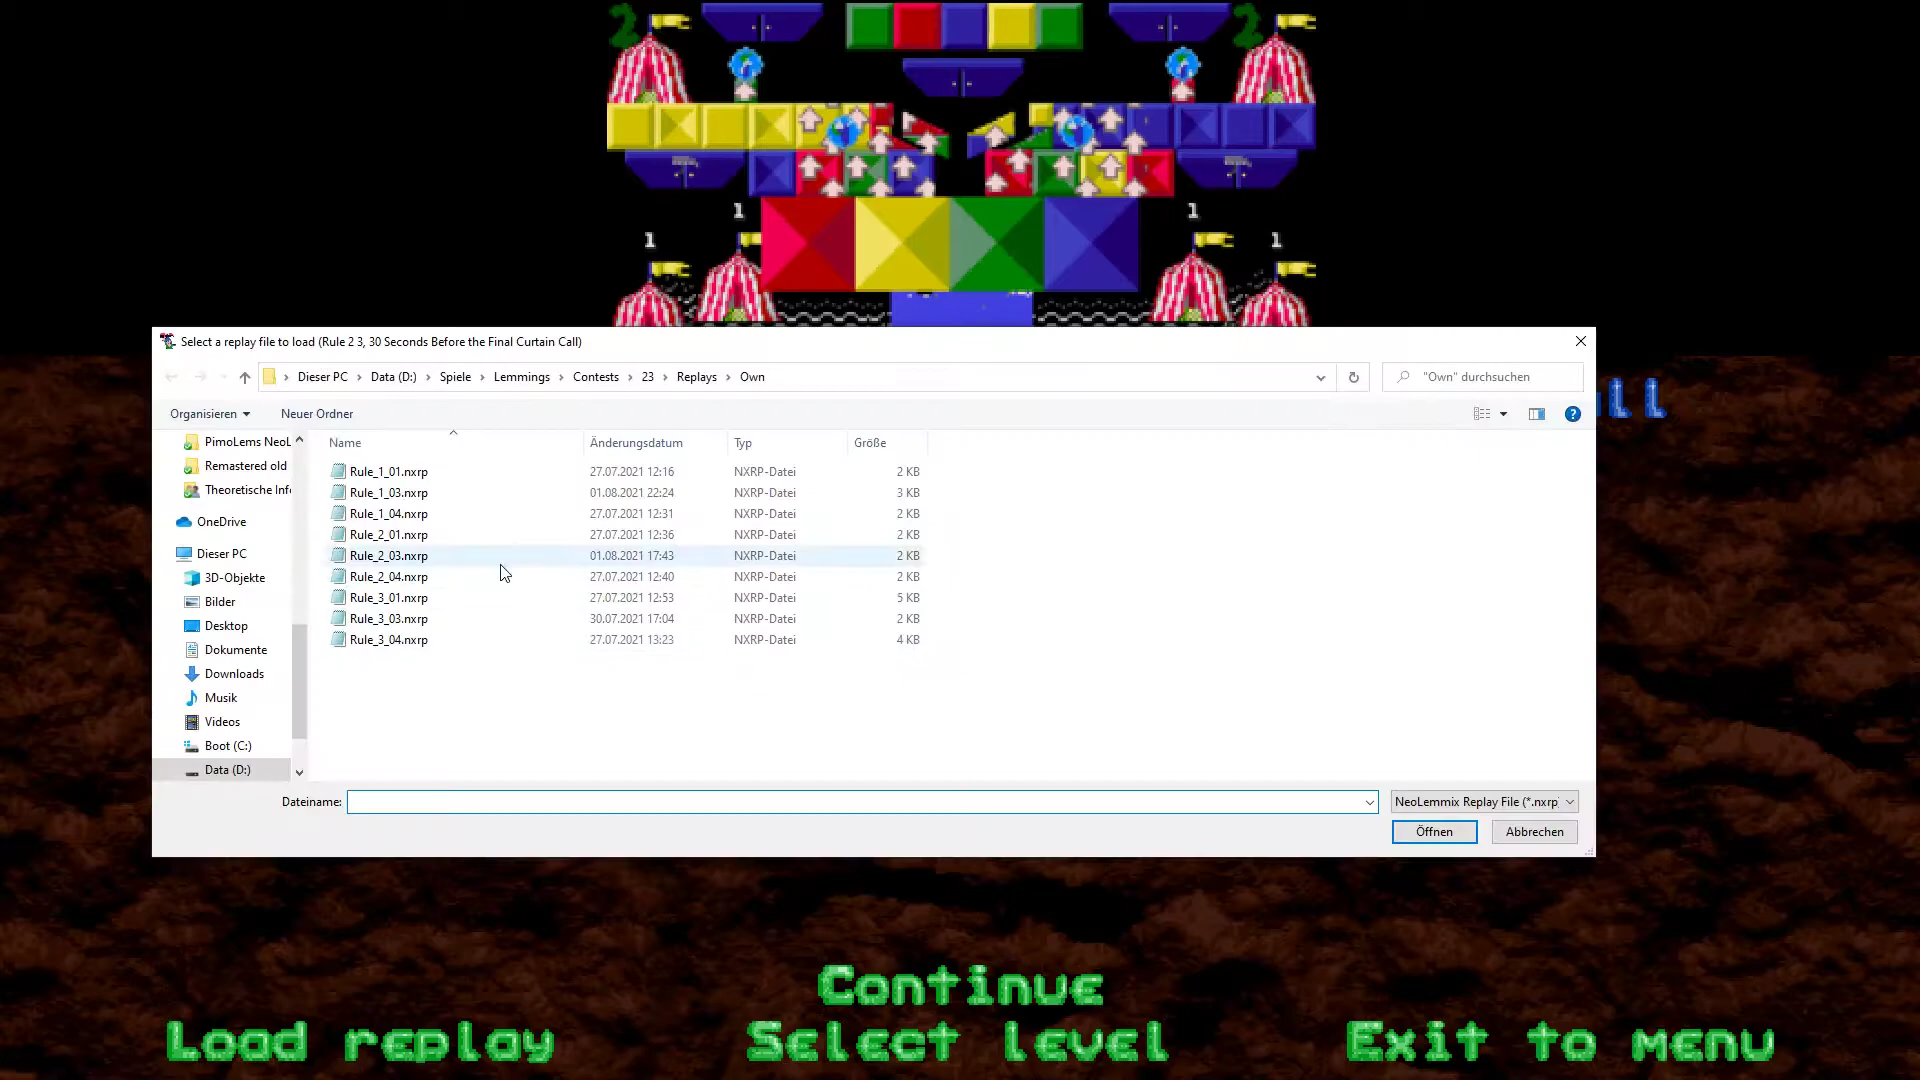 2
2
1
1
1
1
Select a replay file to load (Rule 2 3, 30 Seconds Before the Final Curtain Call)
Dieser PC > Data (D:) > Spiele > Lemmings > Contests > 23 > Replays > Own
"Own" durchsuchen
all
Organisieren
Neuer Ordner
PimoLems NeoL
Remastered old
Theoretische Info
OneDrive
Dieser PC
3D-Objekte
Bilder
Desktop
Dokumente
Downloads
Musik
Videos
Boot (C:)
Data (D:)
Name Änderungsdatum Typ Größe
Rule_1_01.nxrp 27.07.2021 12:16 NXRP-Datei 2 KB
Rule_1_03.nxrp 01.08.2021 22:24 NXRP-Datei 3 KB
Rule_1_04.nxrp 27.07.2021 12:31 NXRP-Datei 2 KB
Rule_2_01.nxrp 27.07.2021 12:36 NXRP-Datei 2 KB
Rule_2_03.nxrp 01.08.2021 17:43 NXRP-Datei 2 KB
Rule_2_04.nxrp 27.07.2021 12:40 NXRP-Datei 2 KB
Rule_3_01.nxrp 27.07.2021 12:53 NXRP-Datei 5 KB
Rule_3_03.nxrp 30.07.2021 17:04 NXRP-Datei 2 KB
Rule_3_04.nxrp 27.07.2021 13:23 NXRP-Datei 4 KB
Dateiname:
NeoLemmix Replay File (*.nxrp)
Öffnen
Abbrechen
Continue
Load replay
Select level
Exit to menu